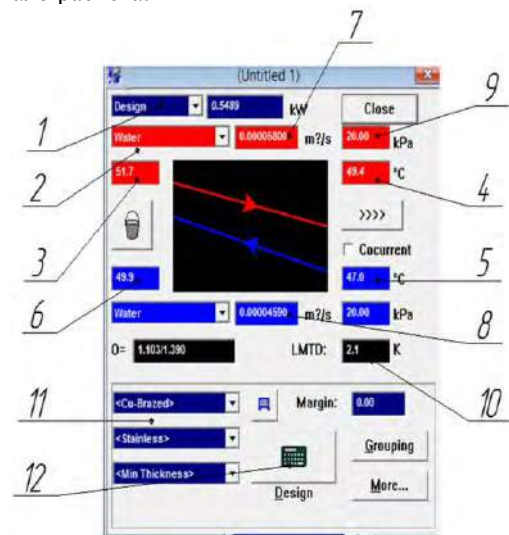 7
(Untitled 1)
9
Design 0.5489 kW Close
1
Water 0.00005800 m?/s 20.00 kPa
2
51.7 49.4 °C
4
>>>>
3
Cocurrent
5
49.9 47.0 °C
6
Water 0.00004590 m?/s 20.00 kPa
8
O= 1.103/1.390 LMTD: 2.1 K
10
11
<Cu-Brazed> Margin: 0.00
<Stainless> Grouping
12
<Min Thickness> Design More...